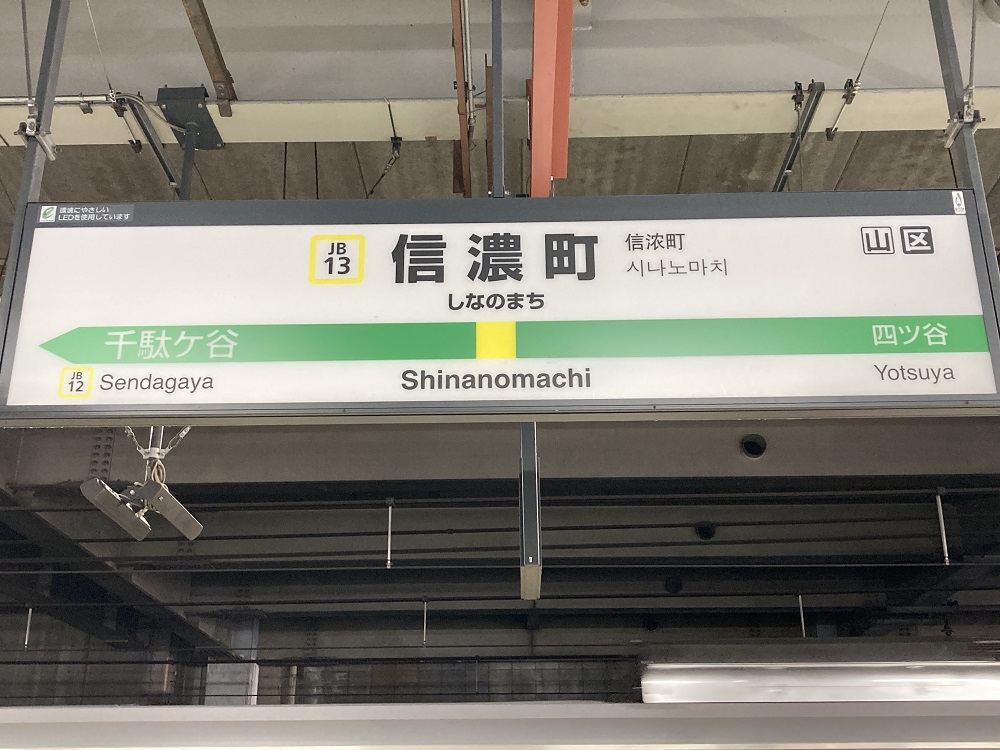 環境にやさしい
LEDを使用しています
JB
13
信濃町
信浓町
시나노마치
しなのまち
山区
千駄ケ谷
四ツ谷
JB
12
Sendagaya
Shinanomachi
Yotsuya